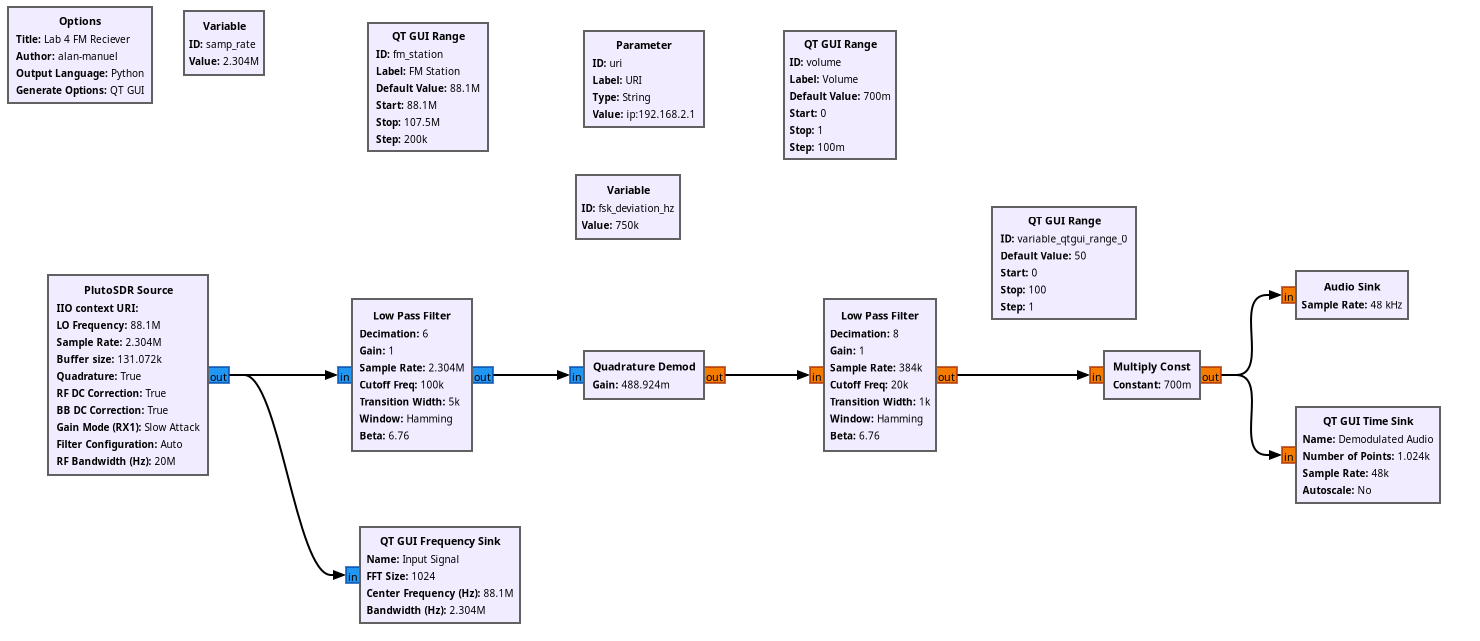 Options
Title: Lab 4 FM Reciever
Author: alan-manuel
Output Language: Python
Generate Options: QT GUI
Variable
ID: samp_rate
Value: 2.304M
QT GUI Range
ID: fm_station
Label: FM Station
Default Value: 88.1M
Start: 88.1M
Stop: 107.5M
Step: 200k
Parameter
ID: uri
Label: URI
Type: String
Value: ip:192.168.2.1
QT GUI Range
ID: volume
Label: Volume
Default Value: 700m
Start: 0
Stop: 1
Step: 100m
Variable
ID: fsk_deviation_hz
Value: 750k
QT GUI Range
ID: variable_qtgui_range_0
Default Value: 50
Start: 0
Stop: 100
Step: 1
PlutoSDR Source
IIO context URI:
LO Frequency: 88.1M
Sample Rate: 2.304M
Buffer size: 131.072k
Quadrature: True
RF DC Correction: True
BB DC Correction: True
Gain Mode (RX1): Slow Attack
Filter Configuration: Auto
RF Bandwidth (Hz): 20M
out
in
Low Pass Filter
Decimation: 6
Gain: 1
Sample Rate: 2.304M
Cutoff Freq: 100k
Transition Width: 5k
Window: Hamming
Beta: 6.76
out
in
Quadrature Demod
Gain: 488.924m
out
in
Low Pass Filter
Decimation: 8
Gain: 1
Sample Rate: 384k
Cutoff Freq: 20k
Transition Width: 1k
Window: Hamming
Beta: 6.76
out
in
Multiply Const
Constant: 700m
out
in
Audio Sink
Sample Rate: 48 kHz
in
QT GUI Time Sink
Name: Demodulated Audio
Number of Points: 1.024k
Sample Rate: 48k
Autoscale: No
in
QT GUI Frequency Sink
Name: Input Signal
FFT Size: 1024
Center Frequency (Hz): 88.1M
Bandwidth (Hz): 2.304M